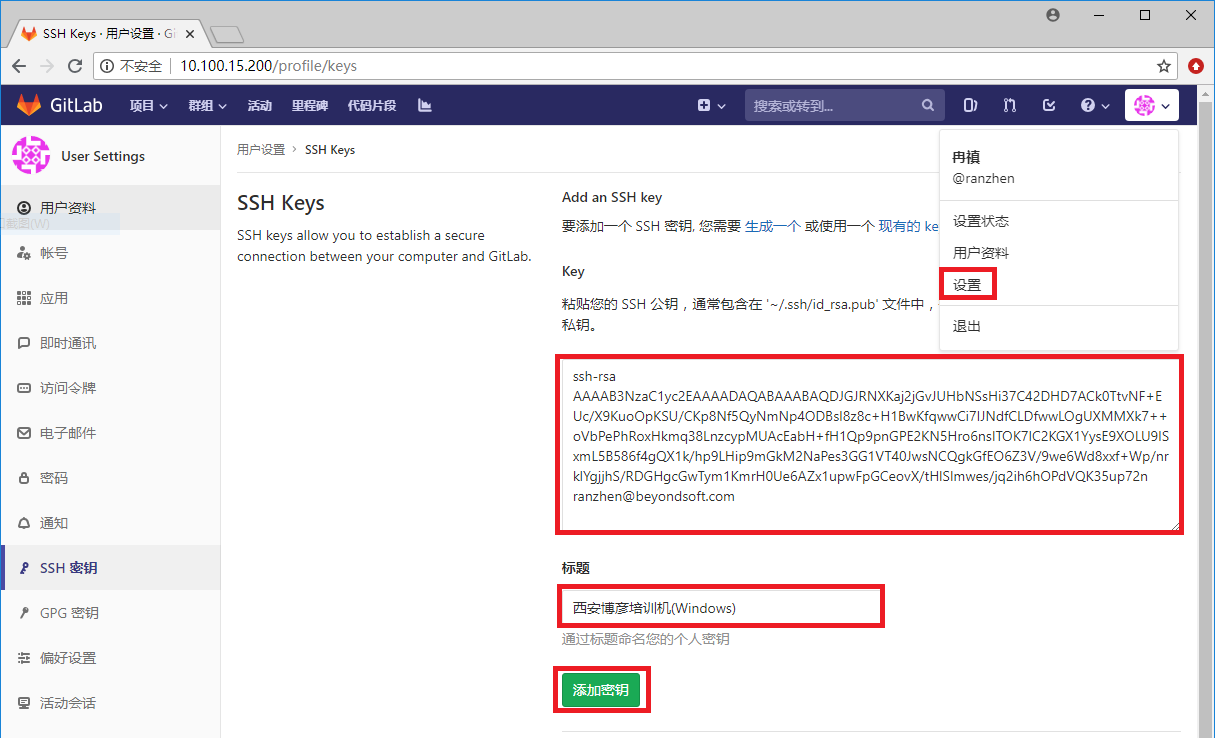 SSH Keys · 用户设置 · Gi
不安全 10.100.15.200/profile/keys
GitLab 项目 群组 活动 里程碑 代码片段 搜索或转到...
User Settings
用户资料
帐号
应用
即时通讯
访问令牌
电子邮件
密码
通知
SSH 密钥
GPG 密钥
偏好设置
活动会话
用户设置 › SSH Keys
SSH Keys
SSH keys allow you to establish a secure
connection between your computer and GitLab.
Add an SSH key
要添加一个 SSH 密钥, 您需要 生成一个 或使用一个 现有的 ke
Key
粘贴您的 SSH 公钥，通常包含在 '~/.ssh/id_rsa.pub' 文件中，
私钥。
ssh-rsa
AAAAB3NzaC1yc2EAAAADAQABAAABAQDJGJRNXKaj2jGvJUHbNSsHi37C42DHD7ACk0TtvNF+E
Uc/X9KuoOpKSU/CKp8Nf5QyNmNp4ODBsI8z8c+H1BwKfqwwCi7IJNdfCLDfwwLOgUXMMXk7++
oVbPePhRoxHkmq38LnzcypMUAcEabH+fH1Qp9pnGPE2KN5Hro6nsITOK7IC2KGX1YysE9XOLU9IS
xmL5B586f4gQX1k/hp9LHip9mGkM2NaPes3GG1VT40JwsNCQgkGfEO6Z3V/9we6Wd8xxf+Wp/nr
kIYgjjhS/RDGHgcGwTym1KmrH0Ue6AZx1upwFpGCeovX/tHISImwes/jq2ih6hOPdVQK35up72n
ranzhen@beyondsoft.com
标题
西安博彦培训机(Windows)
通过标题命名您的个人密钥
添加密钥
冉禛
@ranzhen
设置状态
用户资料
设置
退出